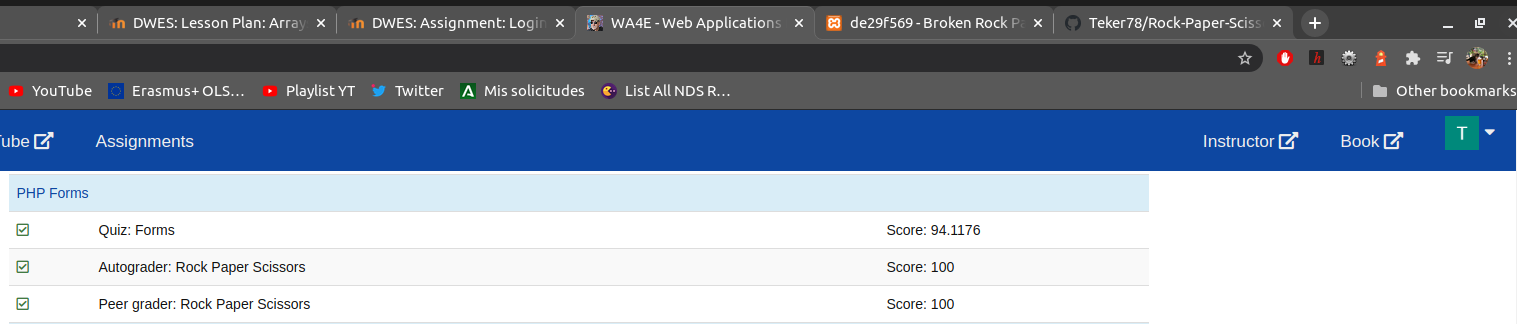 DWES: Lesson Plan: Array
DWES: Assignment: Login
WA4E - Web Applications
de29f569 - Broken Rock Pa
Teker78/Rock-Paper-Sciss
YouTube
Erasmus+ OLS...
Playlist YT
Twitter
Mis solicitudes
List All NDS R...
Other bookmarks
ube
Assignments
Instructor
Book
T
PHP Forms
Quiz: Forms Score: 94.1176
Autograder: Rock Paper Scissors Score: 100
Peer grader: Rock Paper Scissors Score: 100